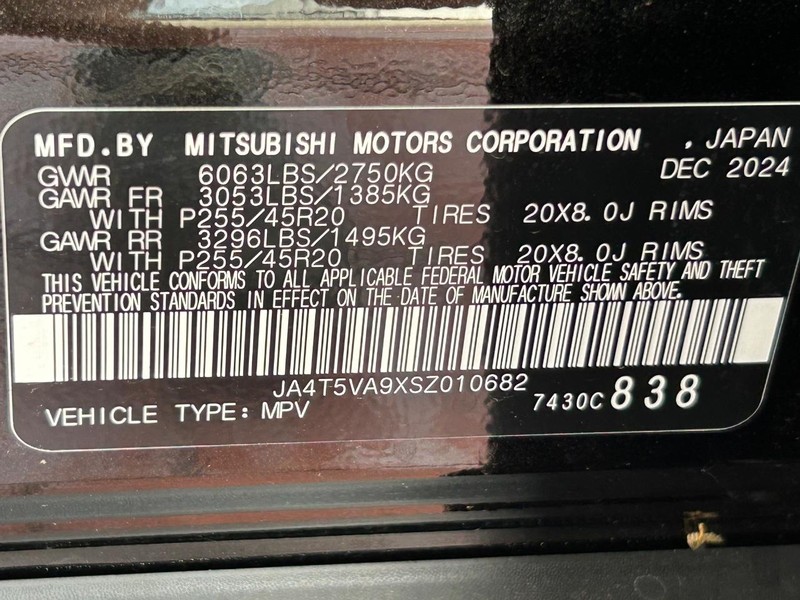 MFD.BY MITSUBISHI MOTORS CORPORATION , JAPAN
GVWR 6063LBS/2750KG DEC 2024
GAWR FR 3053LBS/1385KG
WITH P255/45R20 TIRES 20X8.0J RIMS
GAWR RR 3296LBS/1495KG
WITH P255/45R20 TIRES 20X8.0J RIMS
THIS VEHICLE CONFORMS TO ALL APPLICABLE FEDERAL MOTOR VEHICLE SAFETY AND THEFT
PREVENTION STANDARDS IN EFFECT ON THE DATE OF MANUFACTURE SHOWN ABOVE.
JA4T5VA9XSZ010682
VEHICLE TYPE: MPV 7430C 838